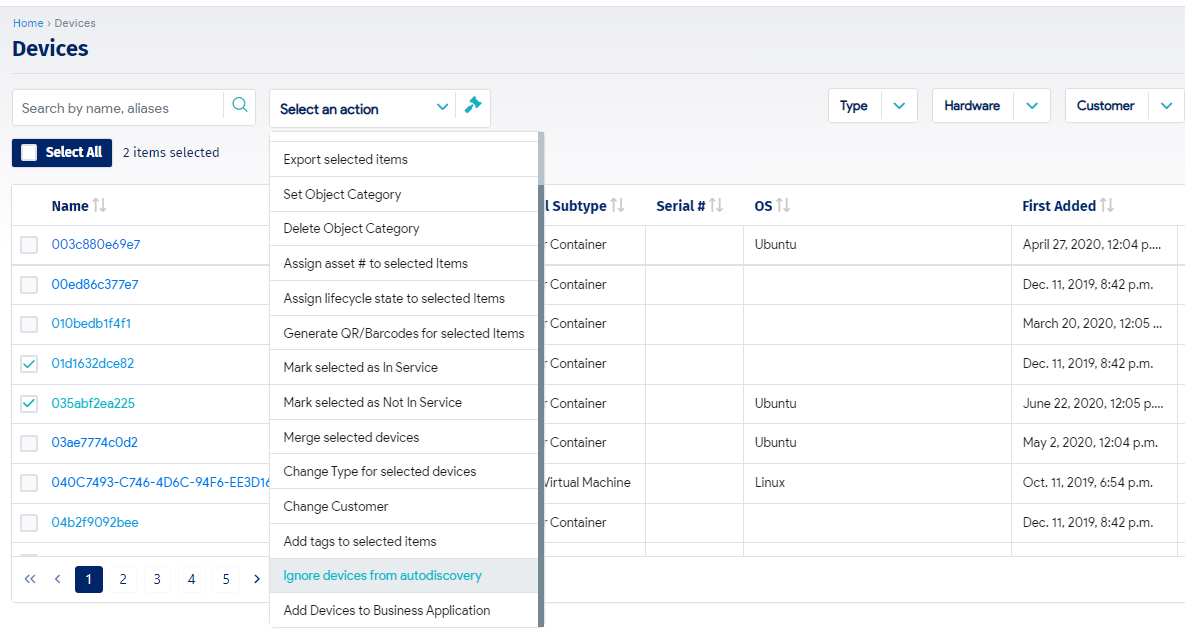 Home › Devices
Devices
Search by name, aliases
Select an action
Type
Hardware
Customer
Select All
2 items selected
Export selected items
Set Object Category
Delete Object Category
Assign asset # to selected Items
Assign lifecycle state to selected Items
Generate QR/Barcodes for selected Items
Mark selected as In Service
Mark selected as Not In Service
Merge selected devices
Change Type for selected devices
Change Customer
Add tags to selected items
Ignore devices from autodiscovery
Add Devices to Business Application
Name Subtype Serial # OS First Added
003c880e69e7 Container Ubuntu April 27, 2020, 12:04 p....
00ed86c377e7 Container Dec. 11, 2019, 8:42 p.m.
010bedb1f4f1 Container March 20, 2020, 12:05 ...
01d1632dce82 Container Dec. 11, 2019, 8:42 p.m.
035abf2ea225 Container Ubuntu June 22, 2020, 12:05 p....
03ae7774c0d2 Container Ubuntu May 2, 2020, 12:04 p.m.
040C7493-C746-4D6C-94F6-EE3D16 Virtual Machine Linux Oct. 11, 2019, 6:54 p.m.
04b2f9092bee Container Dec. 11, 2019, 8:42 p.m.
« ‹ 1 2 3 4 5 ›